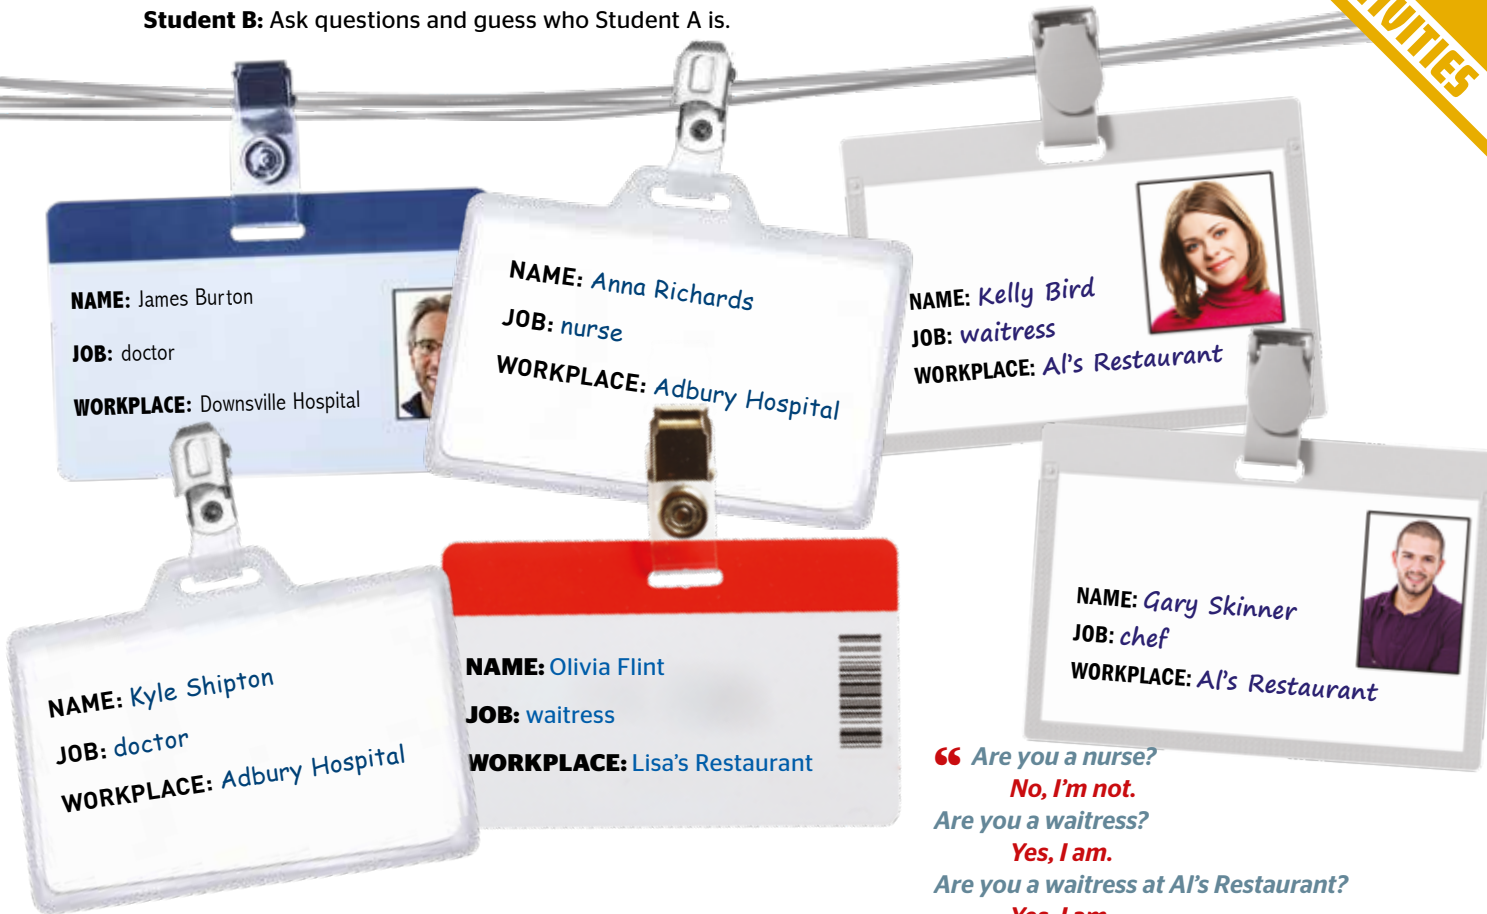 Student B: Ask questions and guess who Student A is.
NAME: James Burton
JOB: doctor
WORKPLACE: Downsville Hospital
NAME: Anna Richards
JOB: nurse
WORKPLACE: Adbury Hospital
NAME: Kelly Bird
JOB: waitress
WORKPLACE: Al's Restaurant
NAME: Kyle Shipton
JOB: doctor
WORKPLACE: Adbury Hospital
NAME: Olivia Flint
JOB: waitress
WORKPLACE: Lisa's Restaurant
NAME: Gary Skinner
JOB: chef
WORKPLACE: Al's Restaurant
“ Are you a nurse?
No, I'm not.
Are you a waitress?
Yes, I am.
Are you a waitress at Al's Restaurant?
Yes, I am.